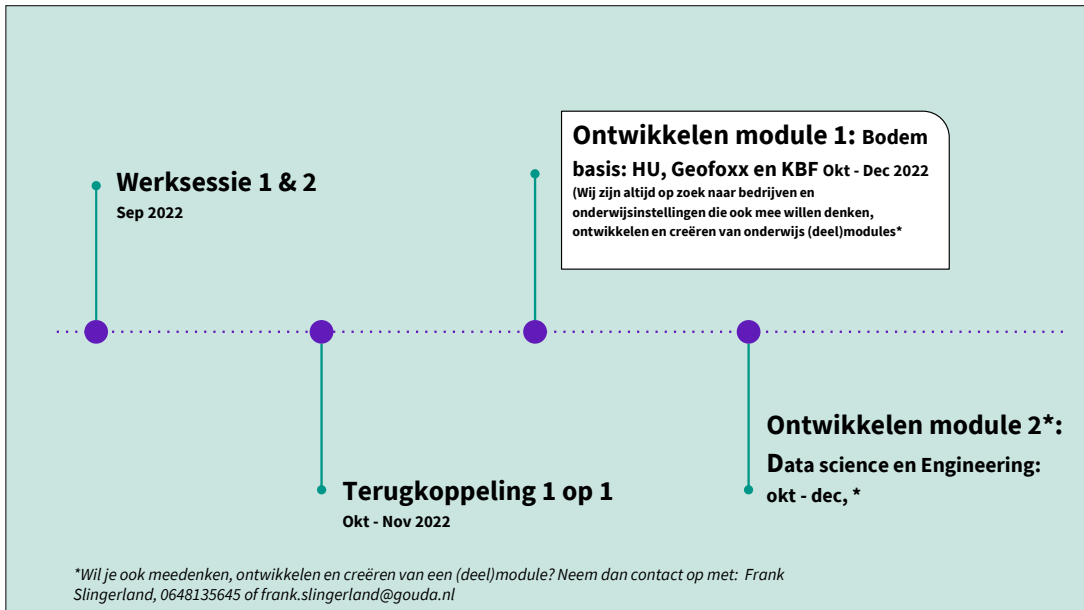 Werksessie 1 & 2
Sep 2022
Ontwikkelen module 1: Bodem
basis: HU, Geofoxx en KBF Okt - Dec 2022
(Wij zijn altijd op zoek naar bedrijven en
onderwijsinstellingen die ook mee willen denken,
ontwikkelen en creëren van onderwijs (deel)modules*
Terugkoppeling 1 op 1
Okt - Nov 2022
Ontwikkelen module 2*:
Data science en Engineering:
okt - dec, *
*Wil je ook meedenken, ontwikkelen en creëren van een (deel)module? Neem dan contact op met: Frank
Slingerland, 0648135645 of frank.slingerland@gouda.nl